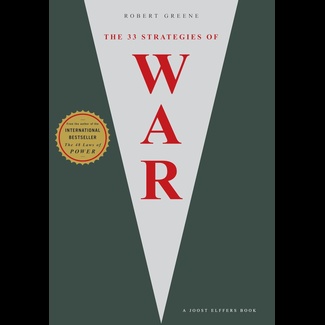 ROBERT GREENE
THE 33 STRATEGIES OF
W
A
R
From the author of the
INTERNATIONAL
BESTSELLER
The 48 Laws of
POWER
A JOOST ELFFERS BOOK